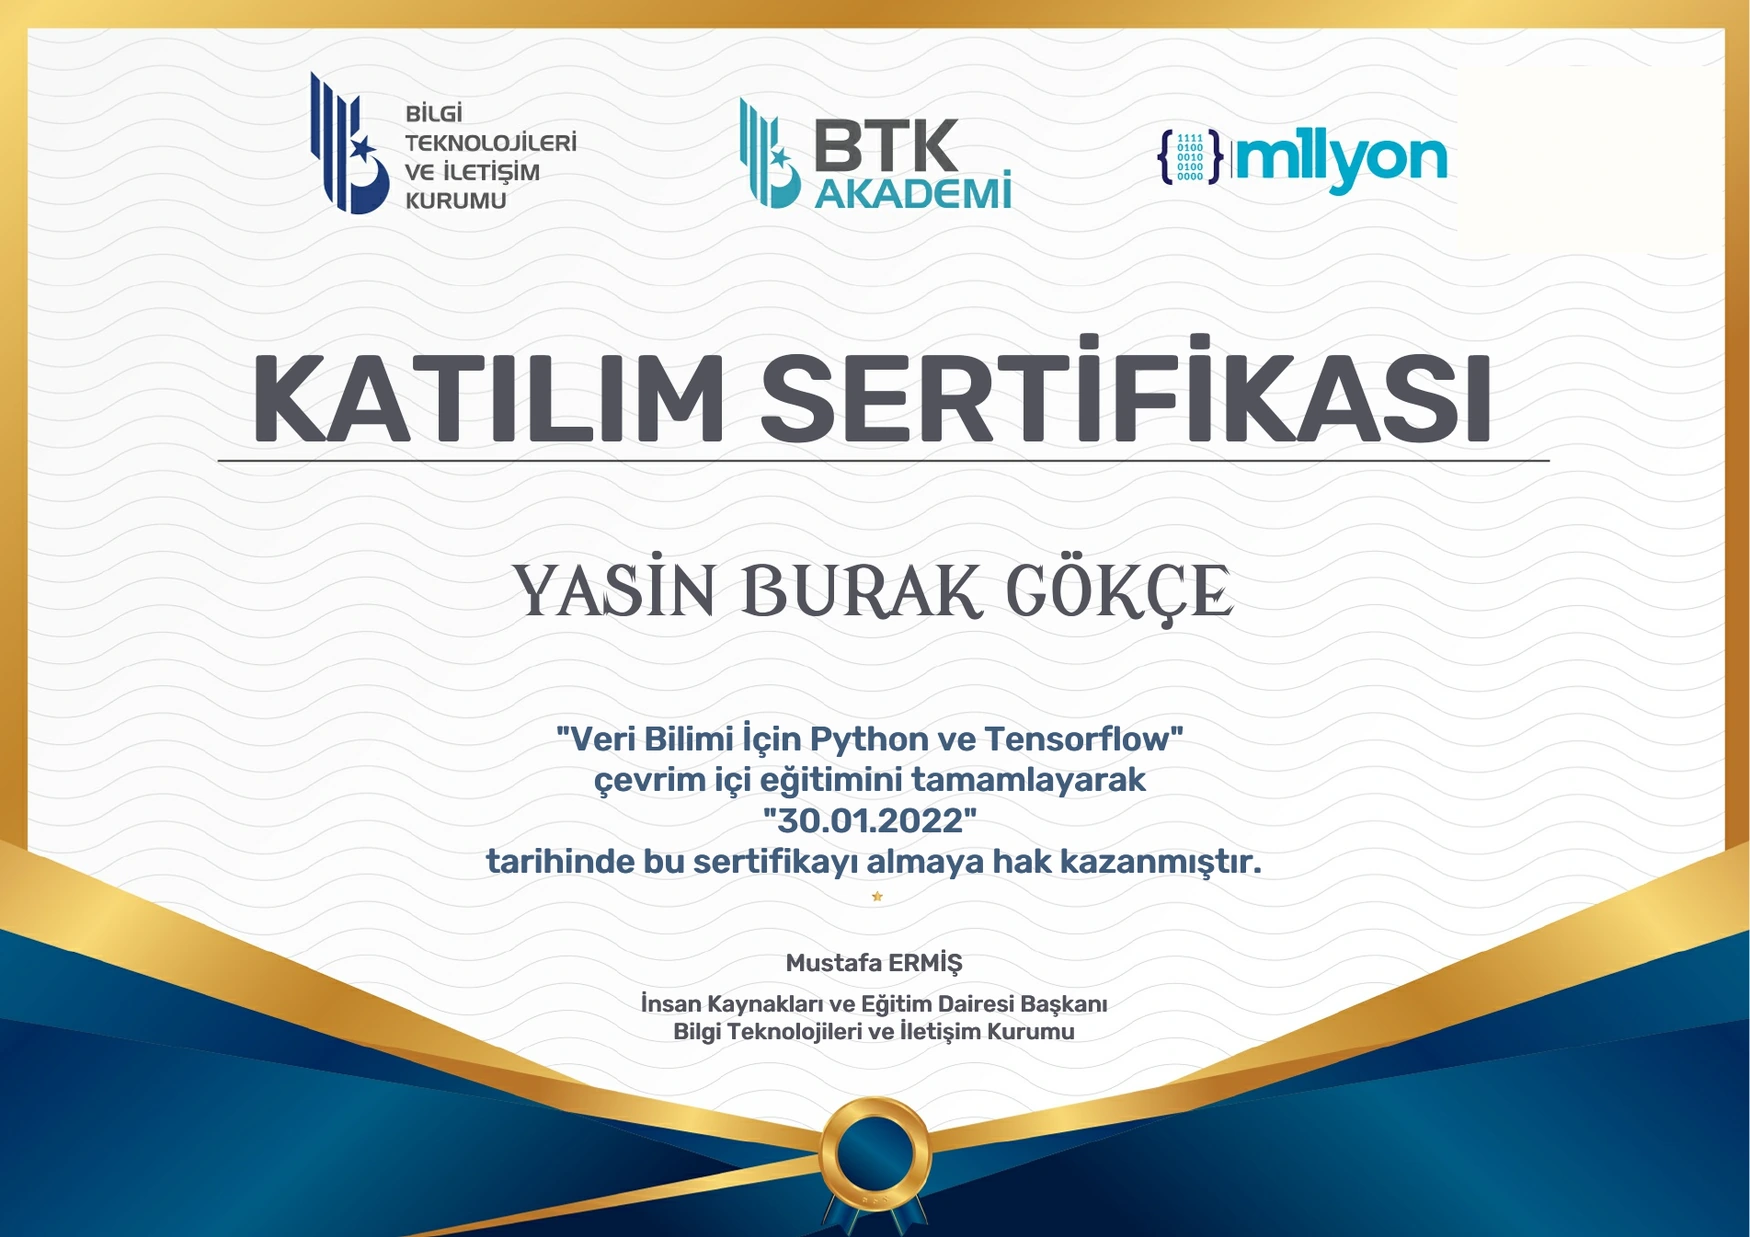 BİLGİ
TEKNOLOJİLERİ
VE İLETİŞİM
KURUMU
BTK
AKADEMİ
1111
0100
0010
0100
0000
m1lyon
KATILIM SERTİFİKASI
YASİN BURAK GÖKÇE
"Veri Bilimi İçin Python ve Tensorflow"
çevrim içi eğitimini tamamlayarak
"30.01.2022"
tarihinde bu sertifikayı almaya hak kazanmıştır.
Mustafa ERMİŞ
İnsan Kaynakları ve Eğitim Dairesi Başkanı
Bilgi Teknolojileri ve İletişim Kurumu